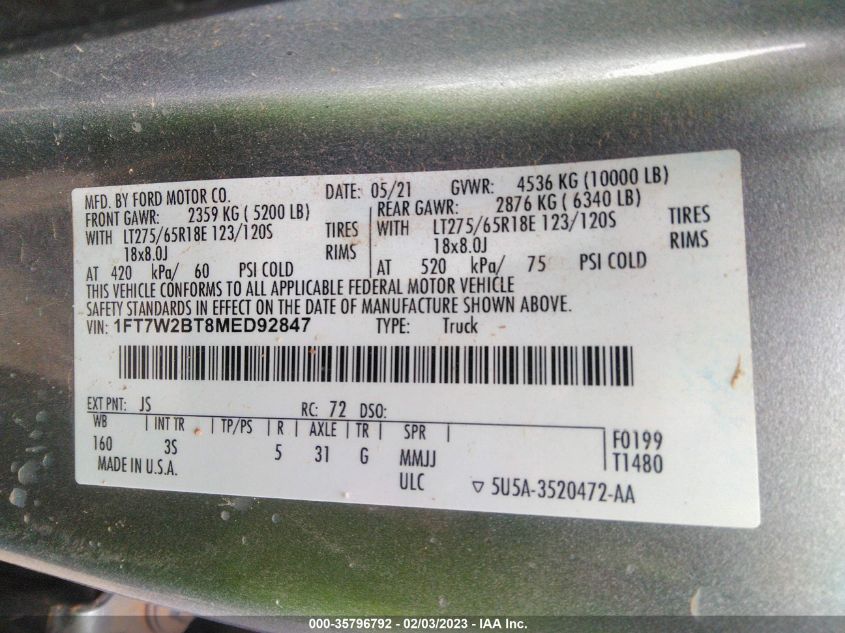 MFD. BY FORD MOTOR CO. DATE: 05/21 GVWR: 4536 KG (10000 LB)
FRONT GAWR: 2359 KG ( 5200 LB) REAR GAWR: 2876 KG ( 6340 LB)
WITH LT275/65R18E 123/120S TIRES WITH LT275/65R18E 123/120S TIRES
18x8.0J RIMS 18x8.0J RIMS
AT 420 kPa/ 60 PSI COLD AT 520 kPa/ 75 PSI COLD
THIS VEHICLE CONFORMS TO ALL APPLICABLE FEDERAL MOTOR VEHICLE
SAFETY STANDARDS IN EFFECT ON THE DATE OF MANUFACTURE SHOWN ABOVE.
VIN: 1FT7W2BT8MED92847 TYPE: Truck
EXT PNT: JS RC: 72 DSO:
WB INT TR TP/PS R AXLE TR SPR
160 3S 5 31 G MMJJ F0199
MADE IN U.S.A. ULC T1480
▽ 5U5A-3520472-AA
000-35796792 - 02/03/2023 - IAA Inc.